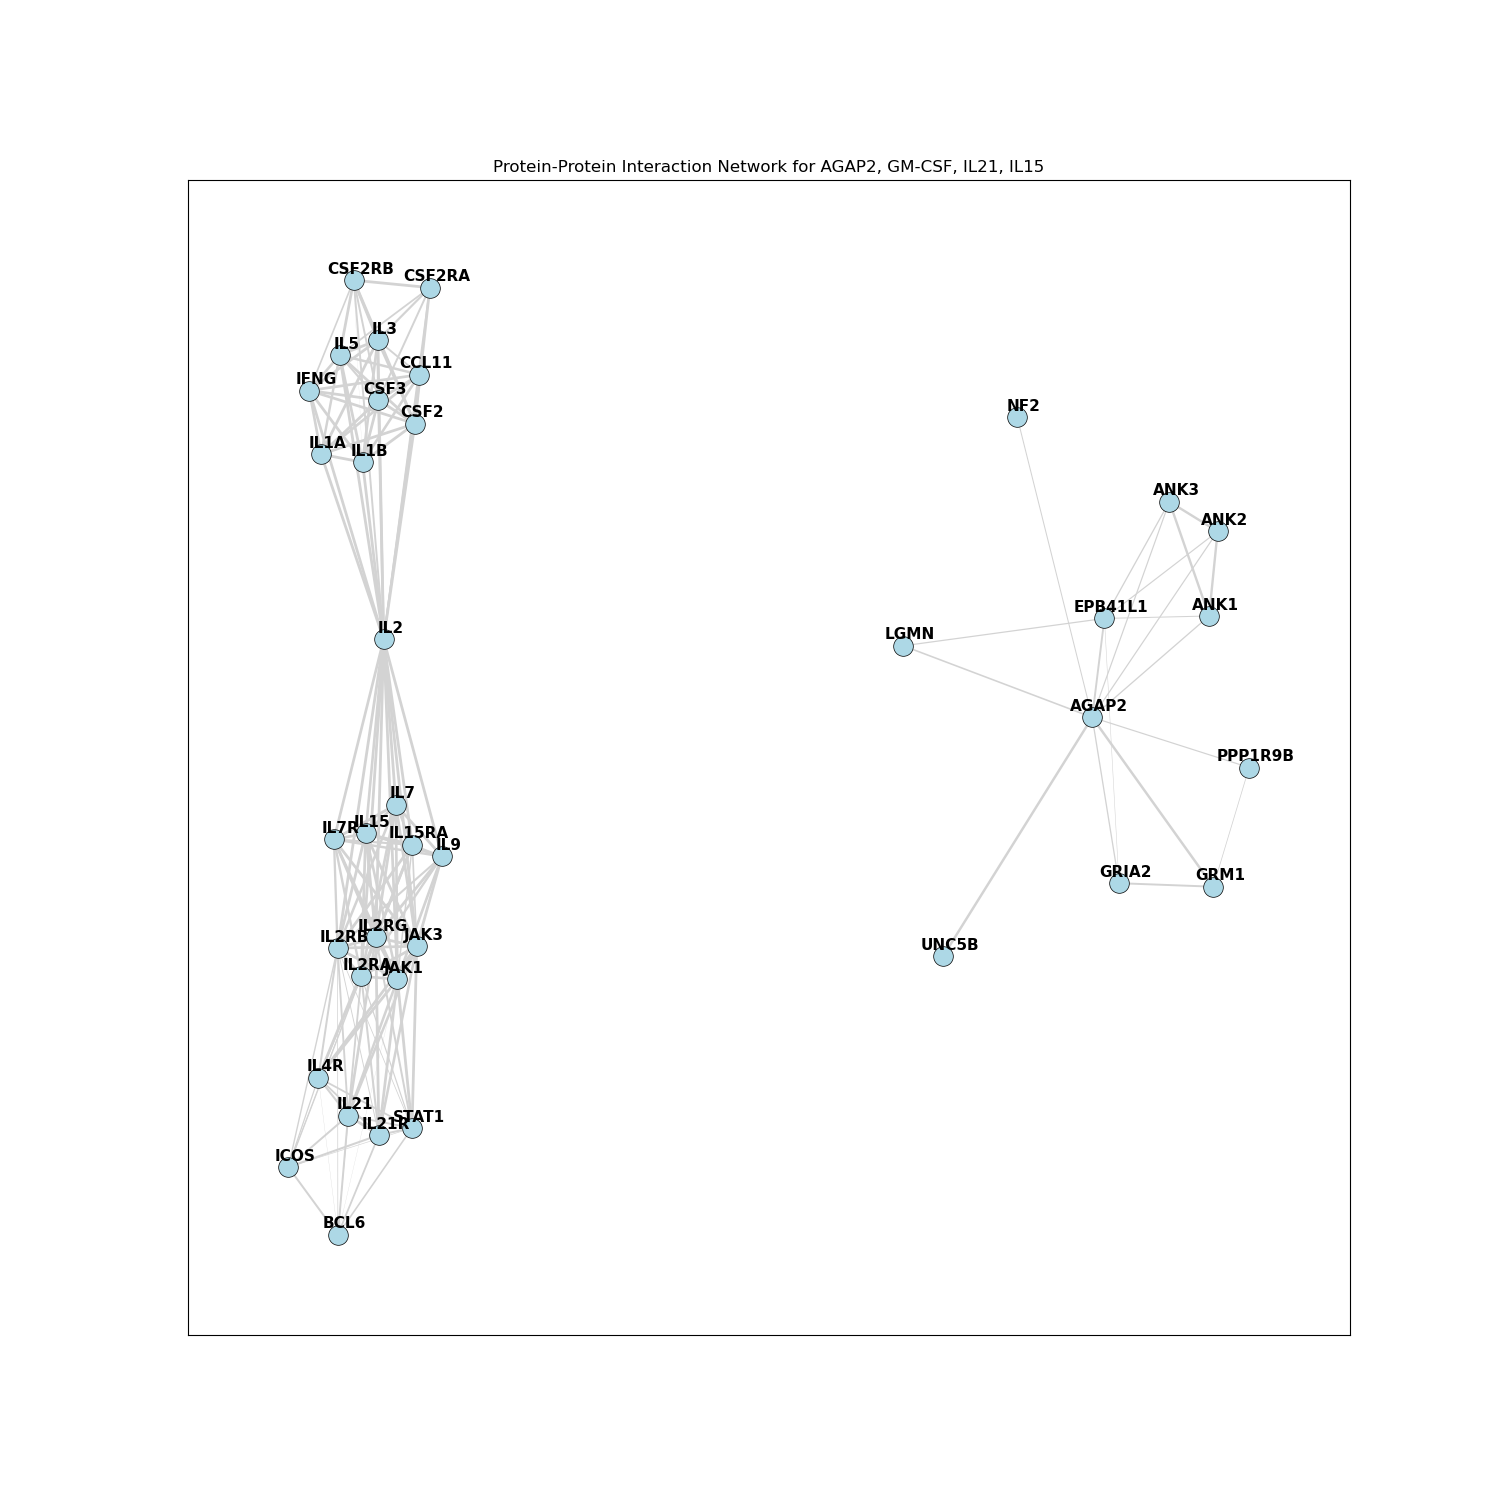 Protein-Protein Interaction Network for AGAP2, GM-CSF, IL21, IL15
CSF2RB
CSF2RA
IL3
IL5
CCL11
IFNG
CSF3
CSF2
IL1A
IL1B
IL2
IL7
IL15
IL7R
IL15RA
IL9
IL2RG
IL2RB
JAK3
IL2RA
JAK1
IL4R
IL21
STAT1
IL21R
ICOS
BCL6
NF2
ANK3
ANK2
EPB41L1
ANK1
LGMN
AGAP2
PPP1R9B
GRIA2
GRM1
UNC5B